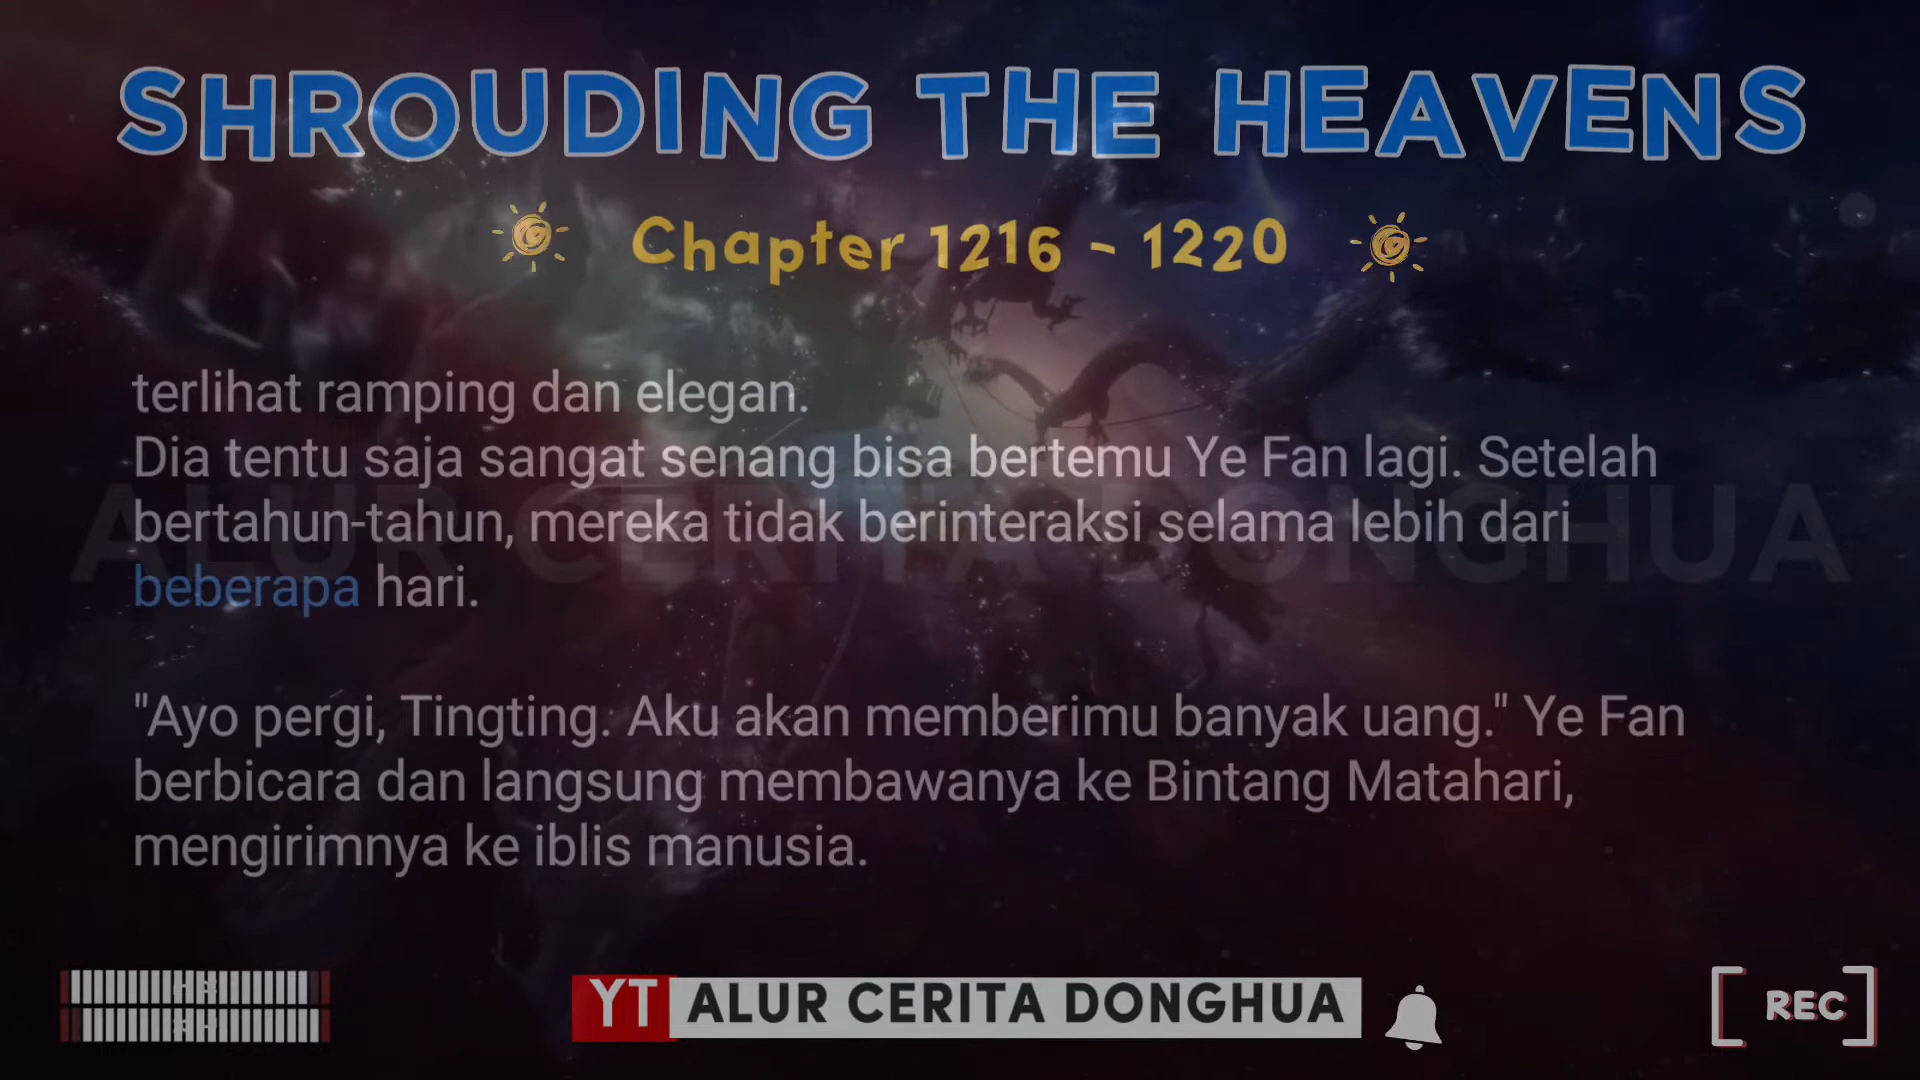 SHROUDING THE HEAVENS
Chapter 1216 - 1220
terlihat ramping dan elegan.
Dia tentu saja sangat senang bisa bertemu Ye Fan lagi. Setelah
bertahun-tahun, mereka tidak berinteraksi selama lebih dari
beberapa hari.
ALUR CERITA DONGHUA
"Ayo pergi, Tingting. Aku akan memberimu banyak uang." Ye Fan
berbicara dan langsung membawanya ke Bintang Matahari,
mengirimnya ke iblis manusia.
YT ALUR CERITA DONGHUA
REC